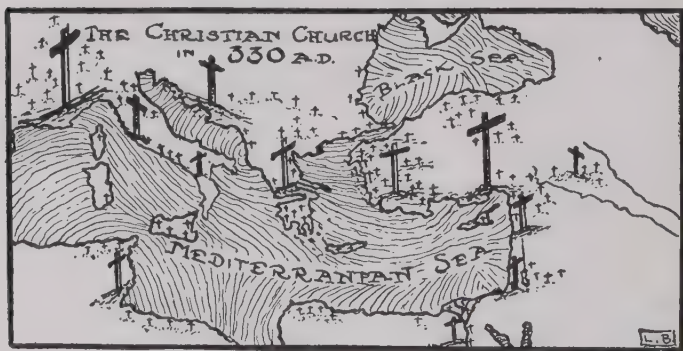 THE CHRISTIAN CHURCH
IN 330 A.D.
BLACK SEA
MEDITERRANEAN SEA
L.B